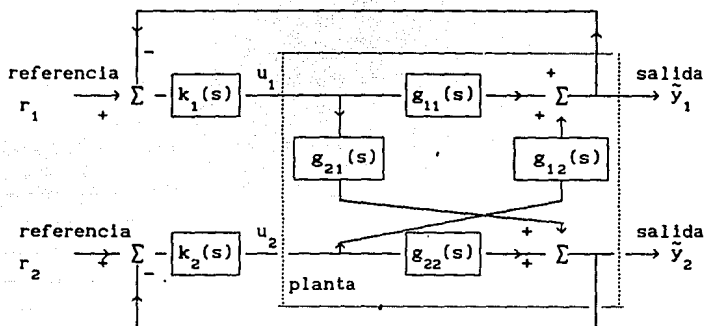 −
referencia
r₁
+
Σ
k₁(s)
u₁
g₁₁(s)
+
+
Σ
salida
ỹ₁
g₂₁(s)
g₁₂(s)
referencia
r₂
+
Σ
−
k₂(s)
u₂
g₂₂(s)
+
+
Σ
salida
ỹ₂
planta